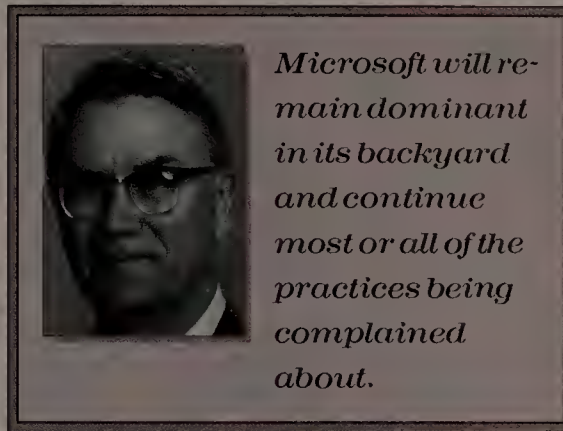 Microsoft will re-
main dominant
in its backyard
and continue
most or all of the
practices being
complained
about.